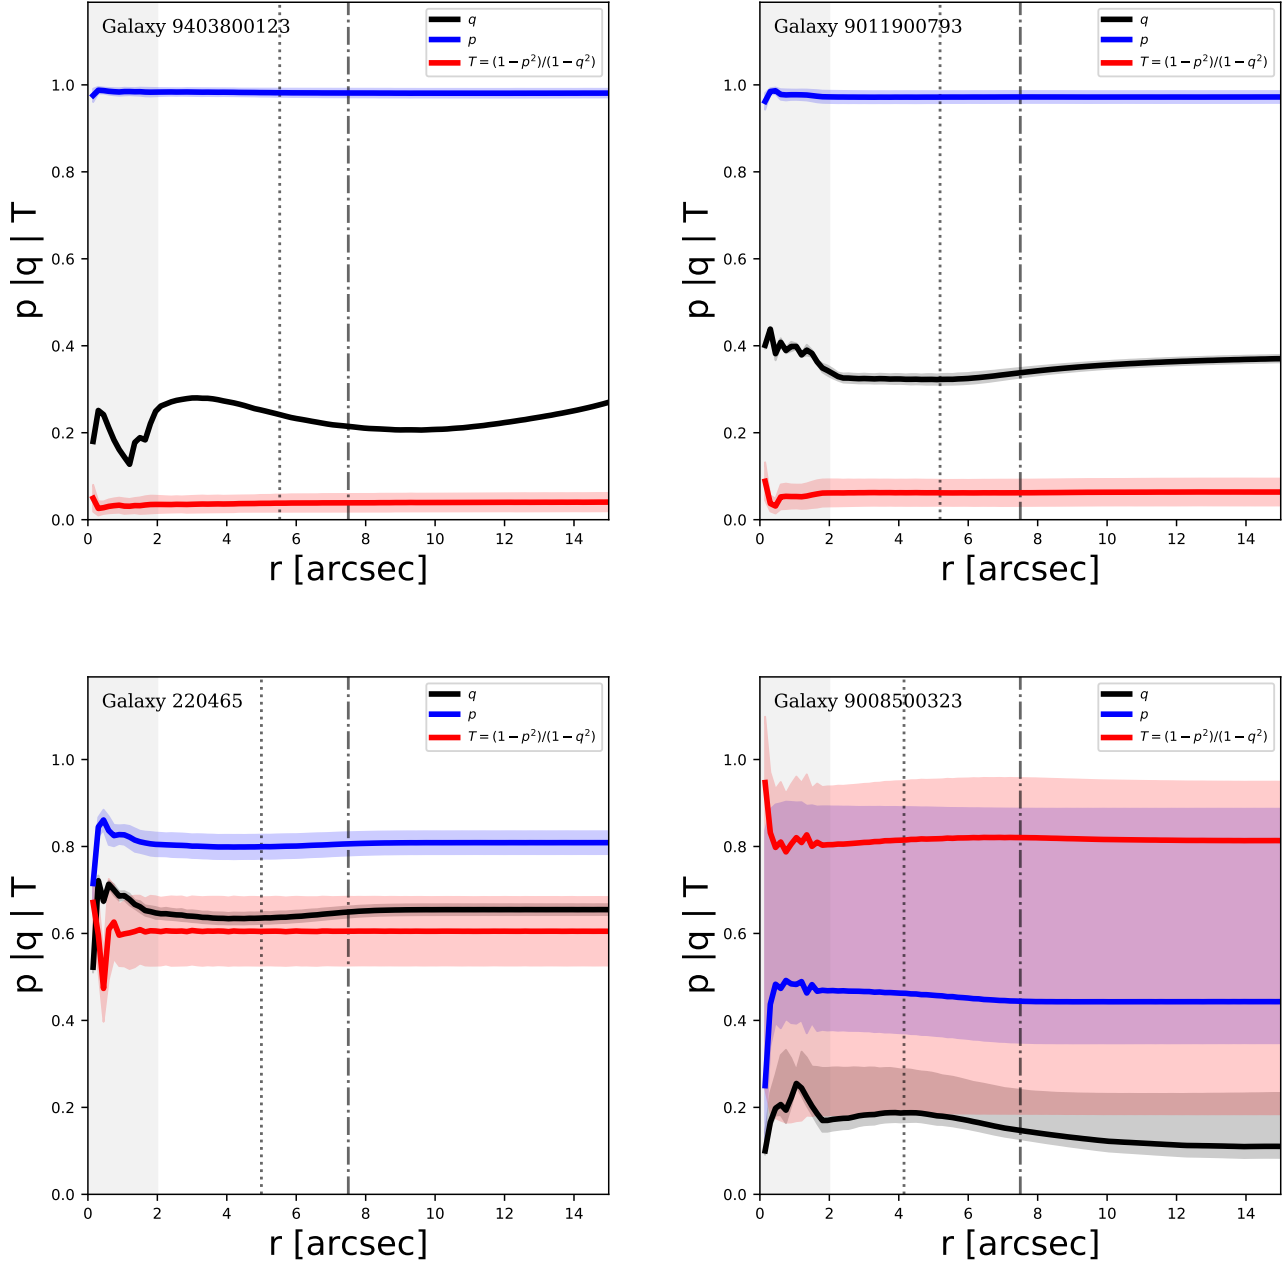 Galaxy 9403800123
q
p
T = (1−p²)/(1−q²)
1.0
0.8
0.6
0.4
0.2
0.0
p |q | T
0 2 4 6 8 10 12 14
r [arcsec]
Galaxy 9011900793
q
p
T = (1−p²)/(1−q²)
1.0
0.8
0.6
0.4
0.2
0.0
p |q | T
0 2 4 6 8 10 12 14
r [arcsec]
Galaxy 220465
q
p
T = (1−p²)/(1−q²)
1.0
0.8
0.6
0.4
0.2
0.0
p |q | T
0 2 4 6 8 10 12 14
r [arcsec]
Galaxy 9008500323
q
p
T = (1−p²)/(1−q²)
1.0
0.8
0.6
0.4
0.2
0.0
p |q | T
0 2 4 6 8 10 12 14
r [arcsec]